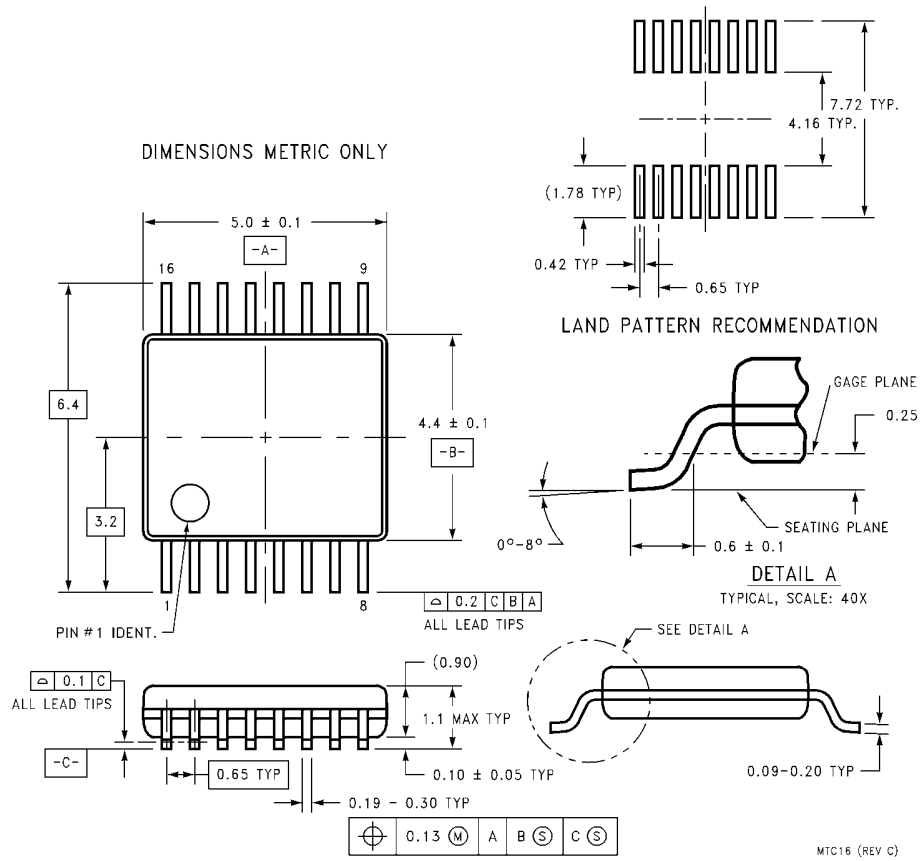 7.72 TYP.
4.16 TYP.
DIMENSIONS METRIC ONLY
(1.78 TYP)
5.0 ± 0.1
-A-
0.42 TYP
0.65 TYP
16
9
LAND PATTERN RECOMMENDATION
GAGE PLANE
0.25
6.4
4.4 ± 0.1
-B-
3.2
SEATING PLANE
0°-8°
0.6 ± 0.1
DETAIL A
TYPICAL, SCALE: 40X
1
8
⌓ 0.2 C B A
ALL LEAD TIPS
PIN #1 IDENT.
SEE DETAIL A
(0.90)
⌓ 0.1 C
ALL LEAD TIPS
1.1 MAX TYP
-C-
0.65 TYP
0.10 ± 0.05 TYP
0.09-0.20 TYP
0.19 - 0.30 TYP
⌖ 0.13 Ⓜ A B Ⓢ C Ⓢ
MTC16 (REV C)